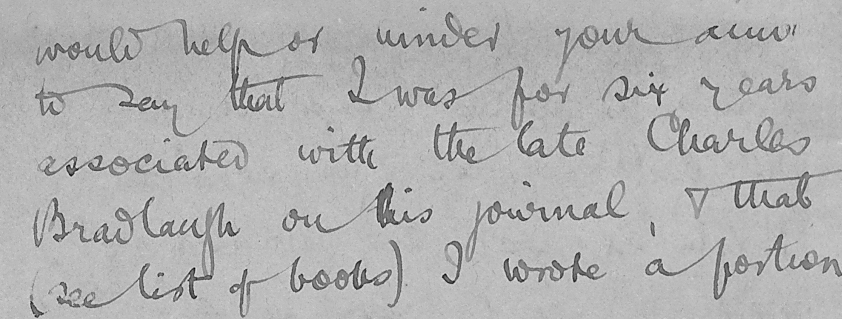 would help or hinder your
to say that I was for six years
associated with the late Charles
Bradlaugh on his journal, & that
(see list of books) I wrote a portion